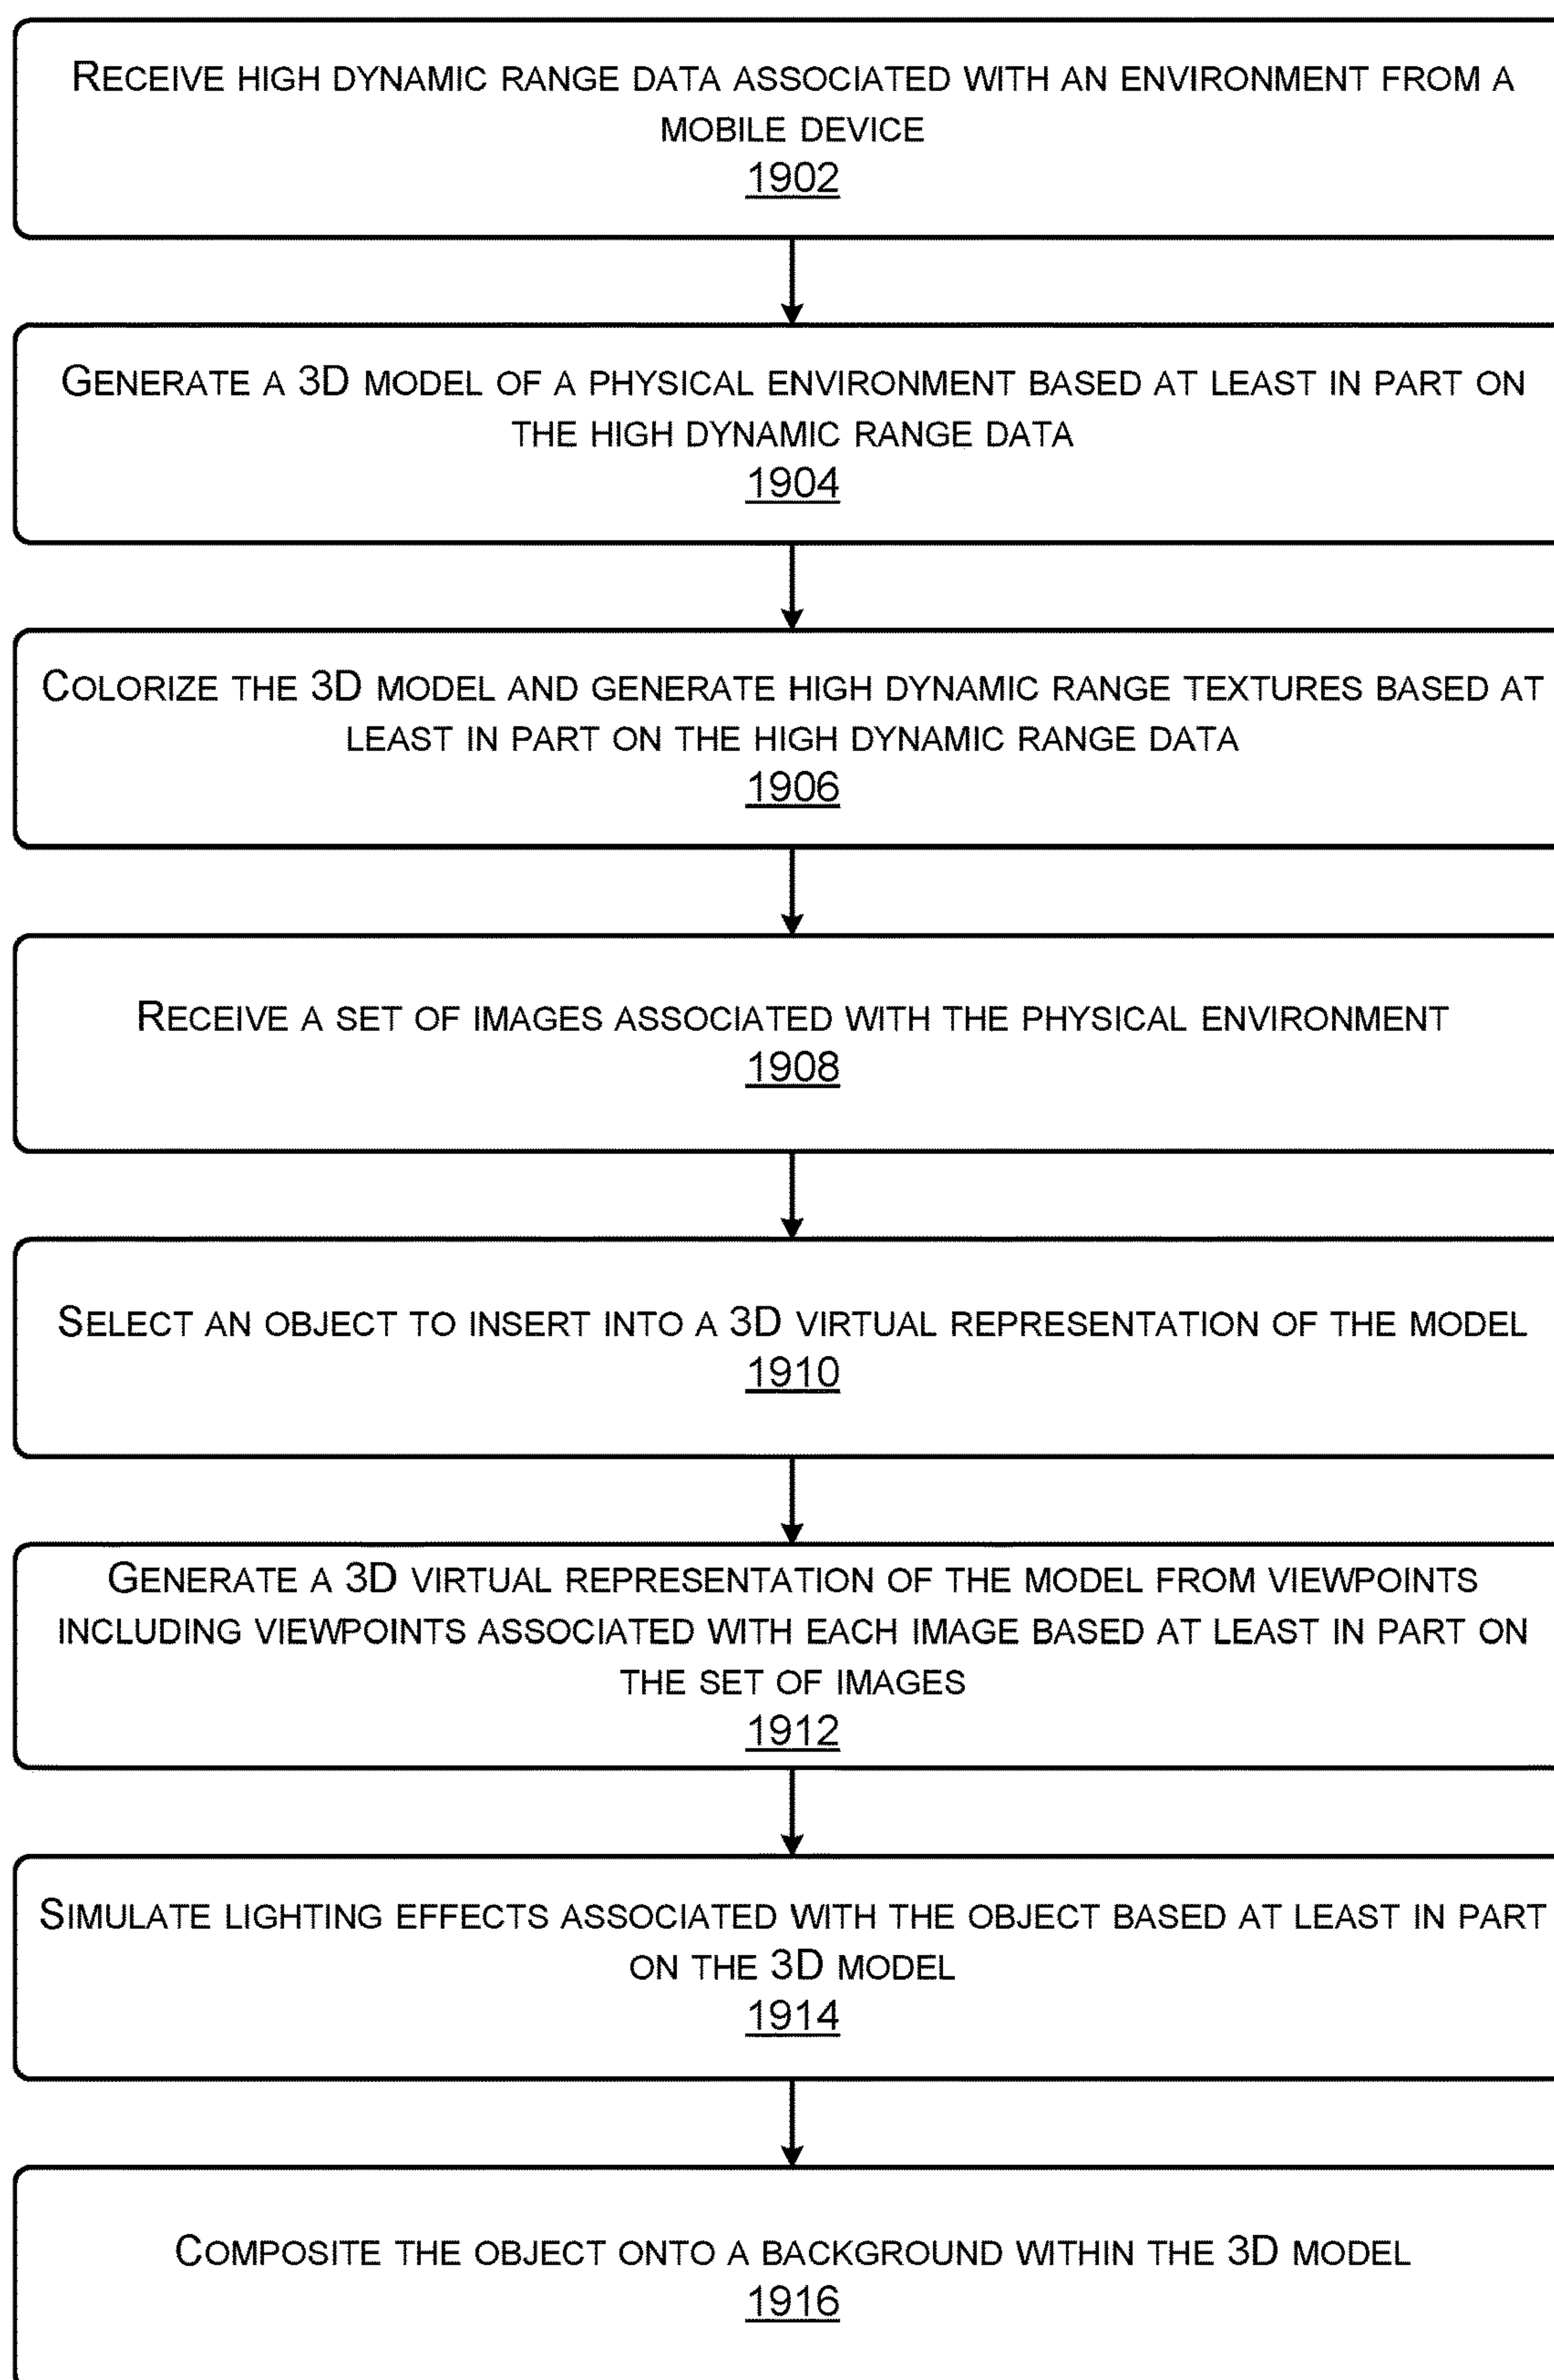 RECEIVE HIGH DYNAMIC RANGE DATA ASSOCIATED WITH AN ENVIRONMENT FROM A
MOBILE DEVICE
1902
GENERATE A 3D MODEL OF A PHYSICAL ENVIRONMENT BASED AT LEAST IN PART ON
THE HIGH DYNAMIC RANGE DATA
1904
COLORIZE THE 3D MODEL AND GENERATE HIGH DYNAMIC RANGE TEXTURES BASED AT
LEAST IN PART ON THE HIGH DYNAMIC RANGE DATA
1906
RECEIVE A SET OF IMAGES ASSOCIATED WITH THE PHYSICAL ENVIRONMENT
1908
SELECT AN OBJECT TO INSERT INTO A 3D VIRTUAL REPRESENTATION OF THE MODEL
1910
GENERATE A 3D VIRTUAL REPRESENTATION OF THE MODEL FROM VIEWPOINTS
INCLUDING VIEWPOINTS ASSOCIATED WITH EACH IMAGE BASED AT LEAST IN PART ON
THE SET OF IMAGES
1912
SIMULATE LIGHTING EFFECTS ASSOCIATED WITH THE OBJECT BASED AT LEAST IN PART
ON THE 3D MODEL
1914
COMPOSITE THE OBJECT ONTO A BACKGROUND WITHIN THE 3D MODEL
1916